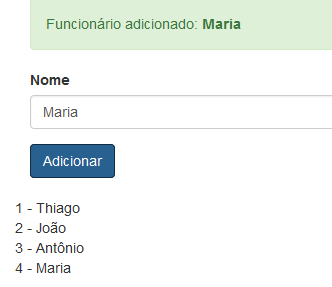 Funcionário adicionado: Maria
Nome
Maria
Adicionar
1 - Thiago
2 - João
3 - Antônio
4 - Maria